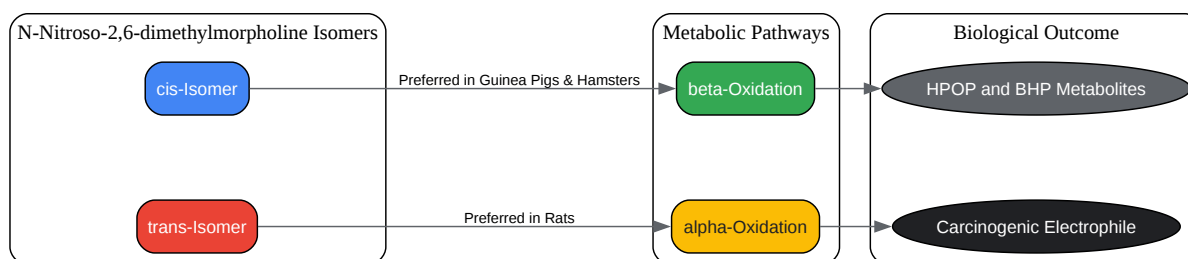 N-Nitroso-2,6-dimethylmorpholine Isomers
Metabolic Pathways
Biological Outcome
cis-Isomer
Preferred in Guinea Pigs & Hamsters
beta-Oxidation
HPOP and BHP Metabolites
trans-Isomer
Preferred in Rats
alpha-Oxidation
Carcinogenic Electrophile